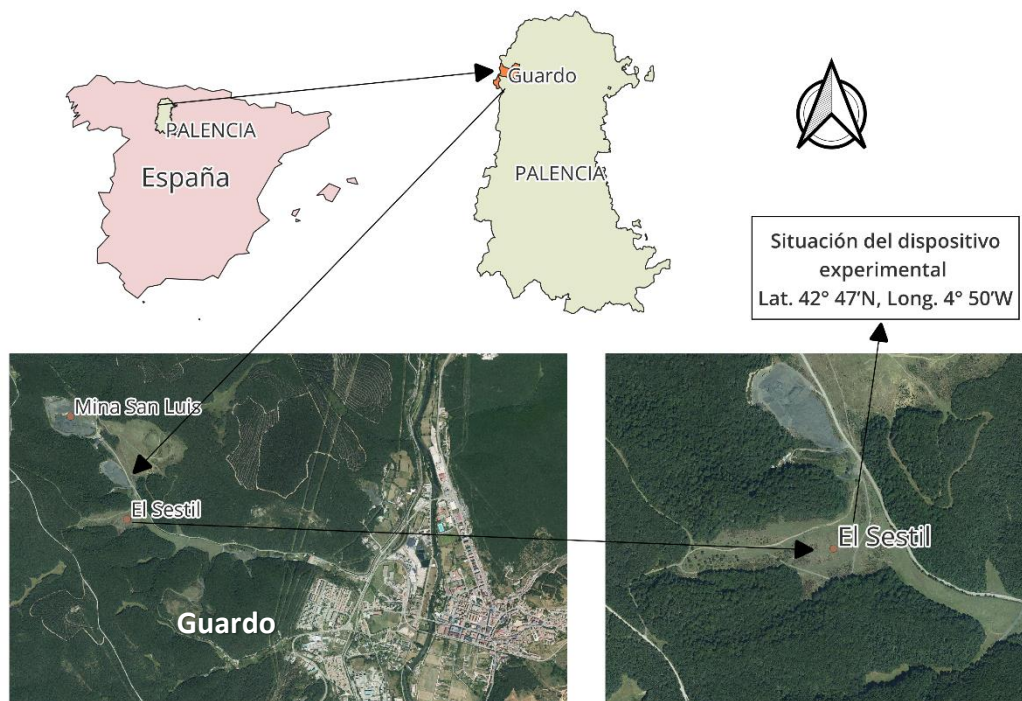 PALENCIA
España
Guardo
PALENCIA
Situación del dispositivo
experimental
Lat. 42° 47’N, Long. 4° 50’W
Mina San Luis
El Sestil
Guardo
El Sestil